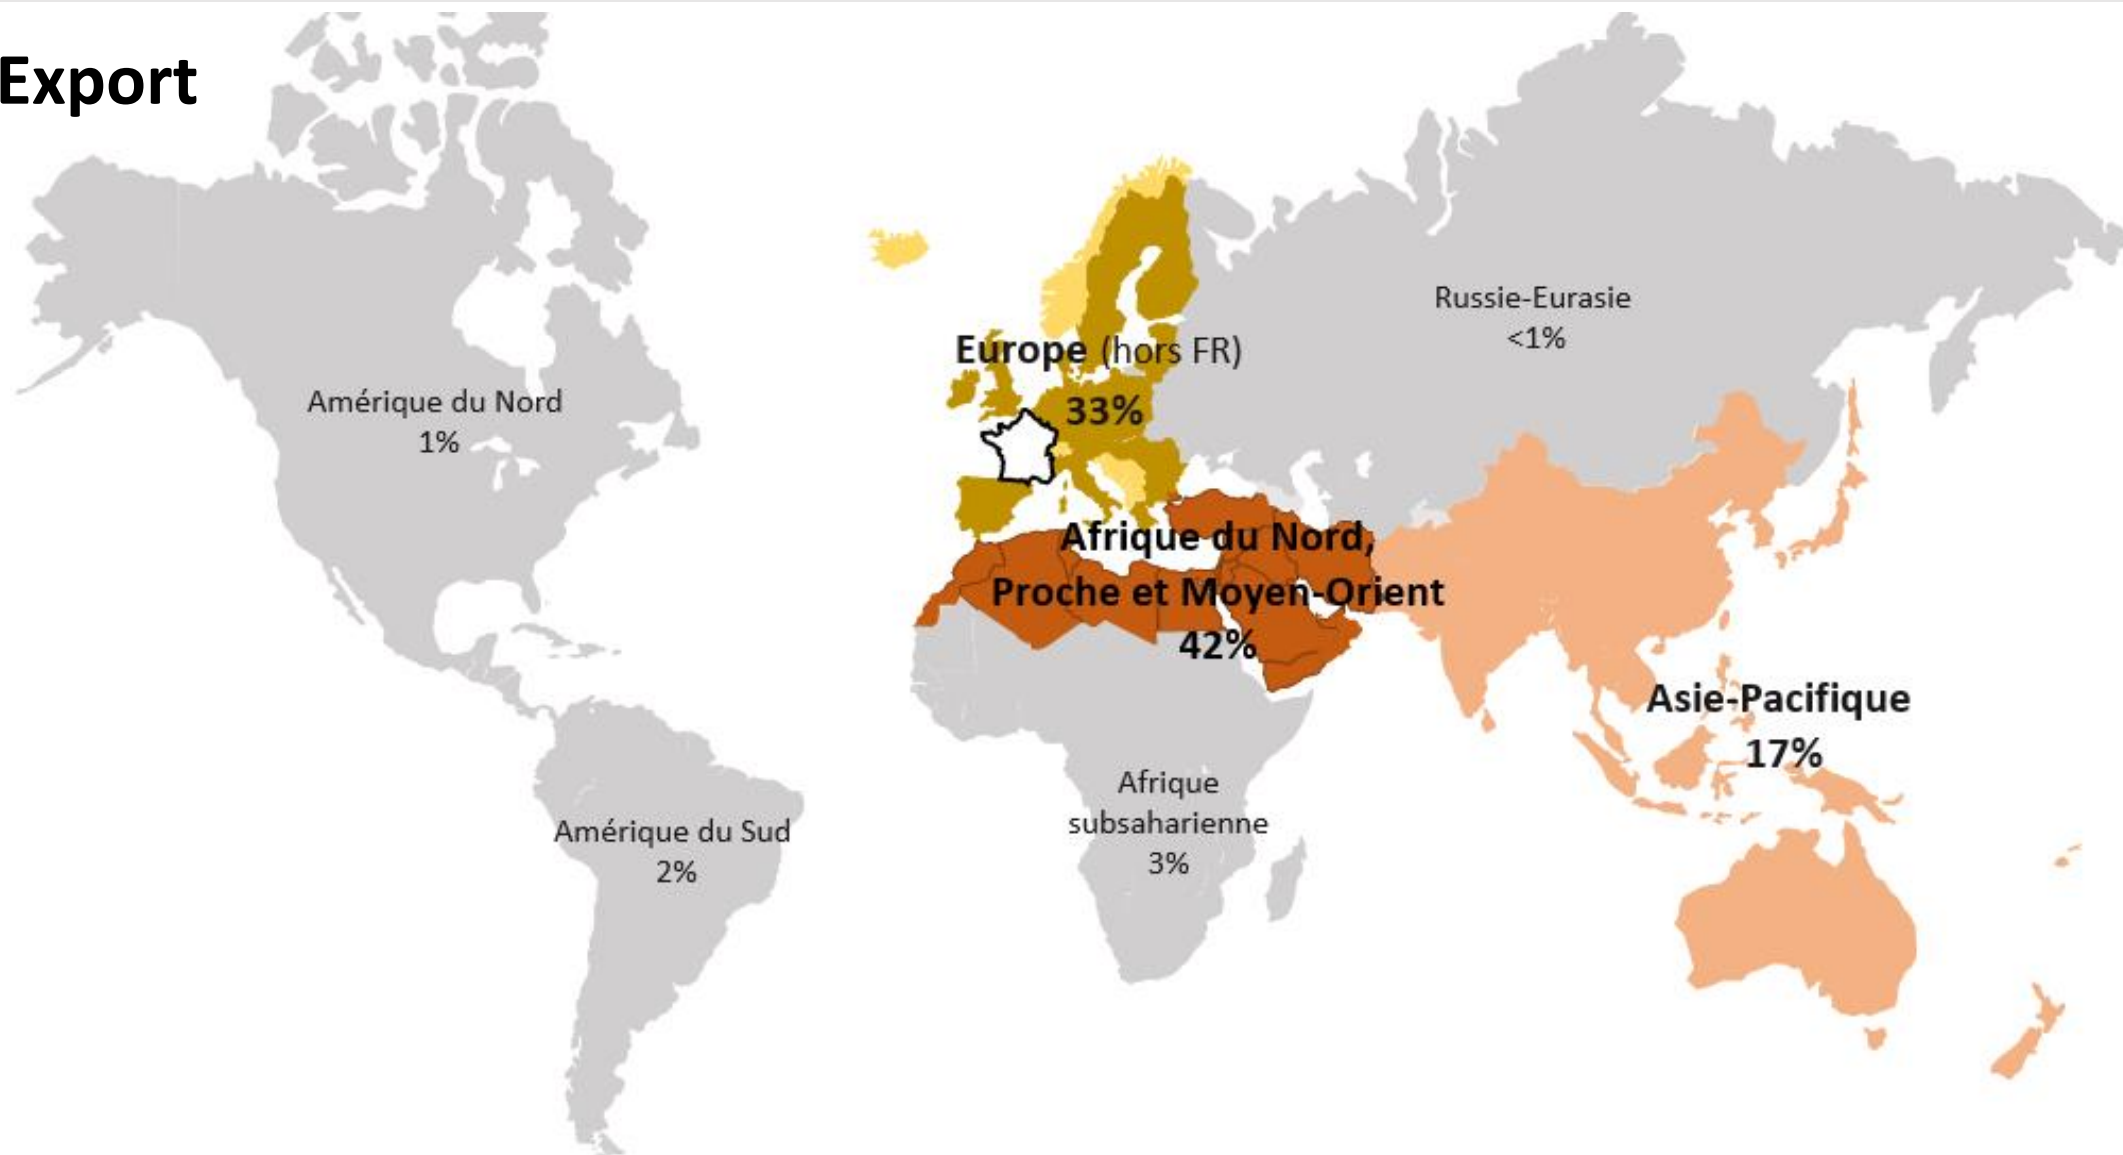 Export
Amérique du Nord
1%
Amérique du Sud
2%
Europe (hors FR)
33%
Afrique du Nord,
Proche et Moyen-Orient
42%
Afrique
subsaharienne
3%
Russie-Eurasie
<1%
Asie-Pacifique
17%